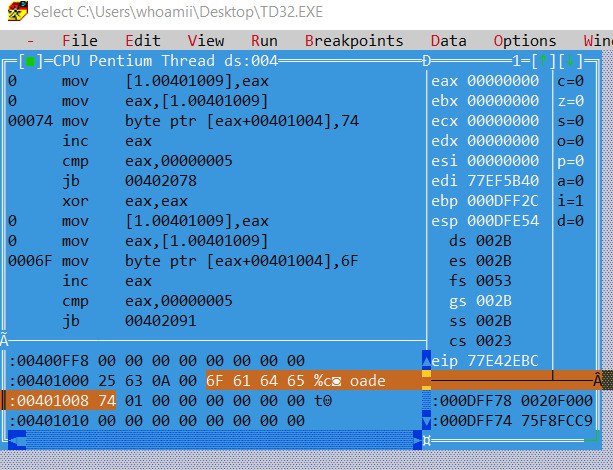 Select C:\Users\whoamii\Desktop\TD32.EXE
- File Edit View Run Breakpoints Data Options Win
[■]=CPU Pentium Thread ds:004 D 1=[↑][↓]
0 mov [1.00401009],eax eax 00000000 c=0
0 mov eax,[1.00401009] ebx 00000000 z=0
00074 mov byte ptr [eax+00401004],74 ecx 00000000 s=0
inc eax edx 00000000 o=0
cmp eax,00000005 esi 00000000 p=0
jb 00402078 edi 77EF5B40 a=0
xor eax,eax ebp 000DFF2C i=1
0 mov [1.00401009],eax esp 000DFE54 d=0
0 mov eax,[1.00401009] ds 002B
0006F mov byte ptr [eax+00401004],6F es 002B
inc eax fs 0053
cmp eax,00000005 gs 002B
jb 00402091 ss 002B
Ã cs 0023
:00400FF8 00 00 00 00 00 00 00 00 eip 77E42EBC
:00401000 25 63 0A 00 6F 61 64 65 %c◙ oade Ã
:00401008 74 01 00 00 00 00 00 00 t☺ :000DFF78 0020F000
:00401010 00 00 00 00 00 00 00 00 :000DFF74 75F8FCC9